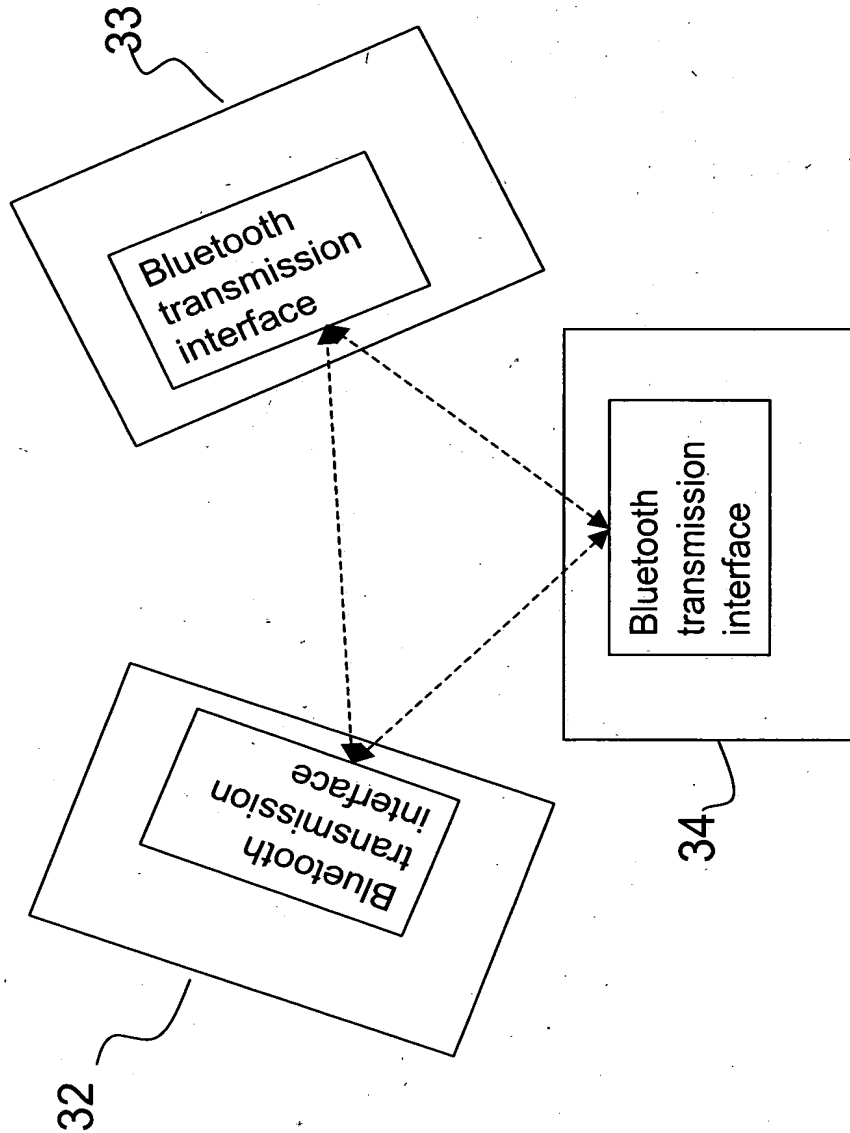 33
Bluetooth
transmission
interface
Bluetooth
transmission
interface
32
Bluetooth
transmission
interface
34